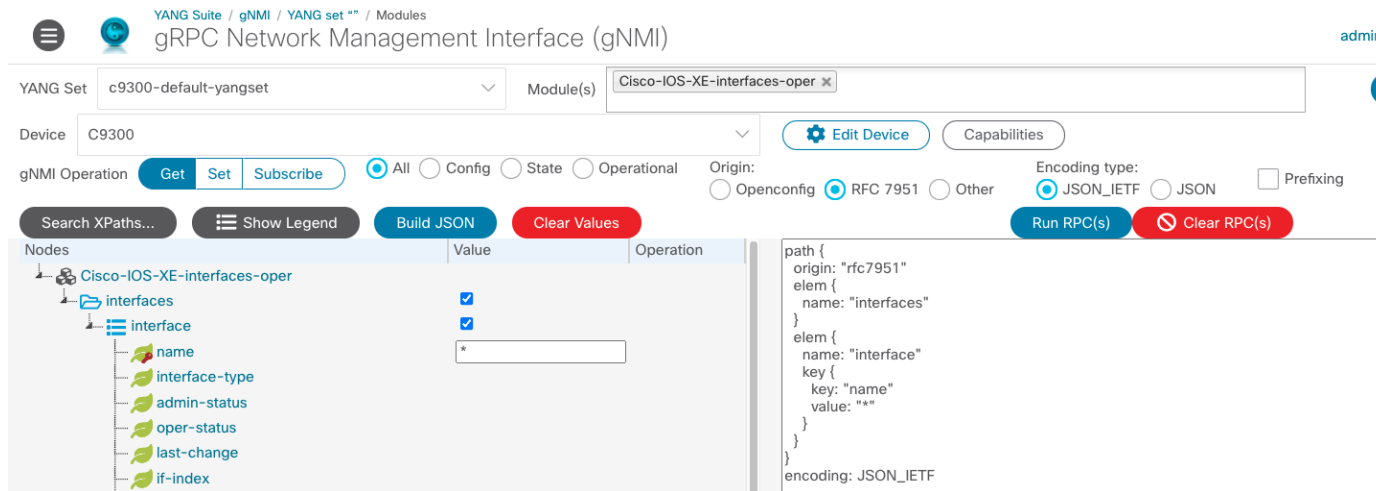 YANG Suite / gNMI / YANG set “” / Modules
gRPC Network Management Interface (gNMI)
YANG Set c9300-default-yangset Module(s) Cisco-IOS-XE-interfaces-oper ×
Device C9300 Edit Device Capabilities
gNMI Operation Get Set Subscribe All Config State Operational
Origin:
Openconfig RFC 7951 Other
Encoding type:
JSON_IETF JSON
Prefixing
Search XPaths... Show Legend Build JSON Clear Values Run RPC(s) Clear RPC(s)
Nodes Value Operation
Cisco-IOS-XE-interfaces-oper
interfaces
interface
name *
interface-type
admin-status
oper-status
last-change
if-index
path {
origin: "rfc7951"
elem {
name: "interfaces"
}
elem {
name: "interface"
key {
key: "name"
value: "*"
}
}
}
encoding: JSON_IETF